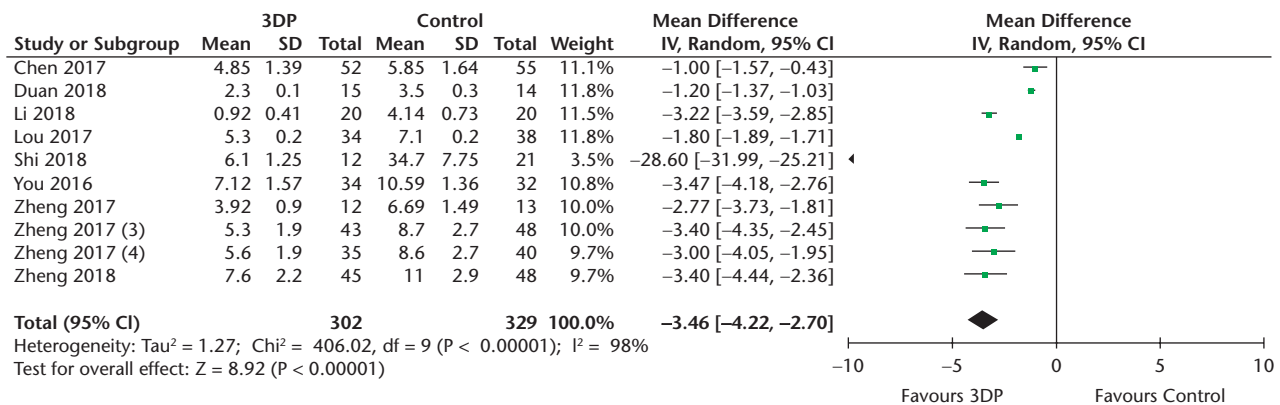 3DP Control Mean Difference Mean Difference
Study or Subgroup Mean SD Total Mean SD Total Weight IV, Random, 95% CI IV, Random, 95% CI
Chen 2017 4.85 1.39 52 5.85 1.64 55 11.1% −1.00 [−1.57, −0.43]
Duan 2018 2.3 0.1 15 3.5 0.3 14 11.8% −1.20 [−1.37, −1.03]
Li 2018 0.92 0.41 20 4.14 0.73 20 11.5% −3.22 [−3.59, −2.85]
Lou 2017 5.3 0.2 34 7.1 0.2 38 11.8% −1.80 [−1.89, −1.71]
Shi 2018 6.1 1.25 12 34.7 7.75 21 3.5% −28.60 [−31.99, −25.21]
You 2016 7.12 1.57 34 10.59 1.36 32 10.8% −3.47 [−4.18, −2.76]
Zheng 2017 3.92 0.9 12 6.69 1.49 13 10.0% −2.77 [−3.73, −1.81]
Zheng 2017 (3) 5.3 1.9 43 8.7 2.7 48 10.0% −3.40 [−4.35, −2.45]
Zheng 2017 (4) 5.6 1.9 35 8.6 2.7 40 9.7% −3.00 [−4.05, −1.95]
Zheng 2018 7.6 2.2 45 11 2.9 48 9.7% −3.40 [−4.44, −2.36]
Total (95% CI) 302 329 100.0% −3.46 [−4.22, −2.70]
Heterogeneity: Tau² = 1.27; Chi² = 406.02, df = 9 (P < 0.00001); I² = 98%
Test for overall effect: Z = 8.92 (P < 0.00001)
−10 −5 0 5 10
Favours 3DP Favours Control